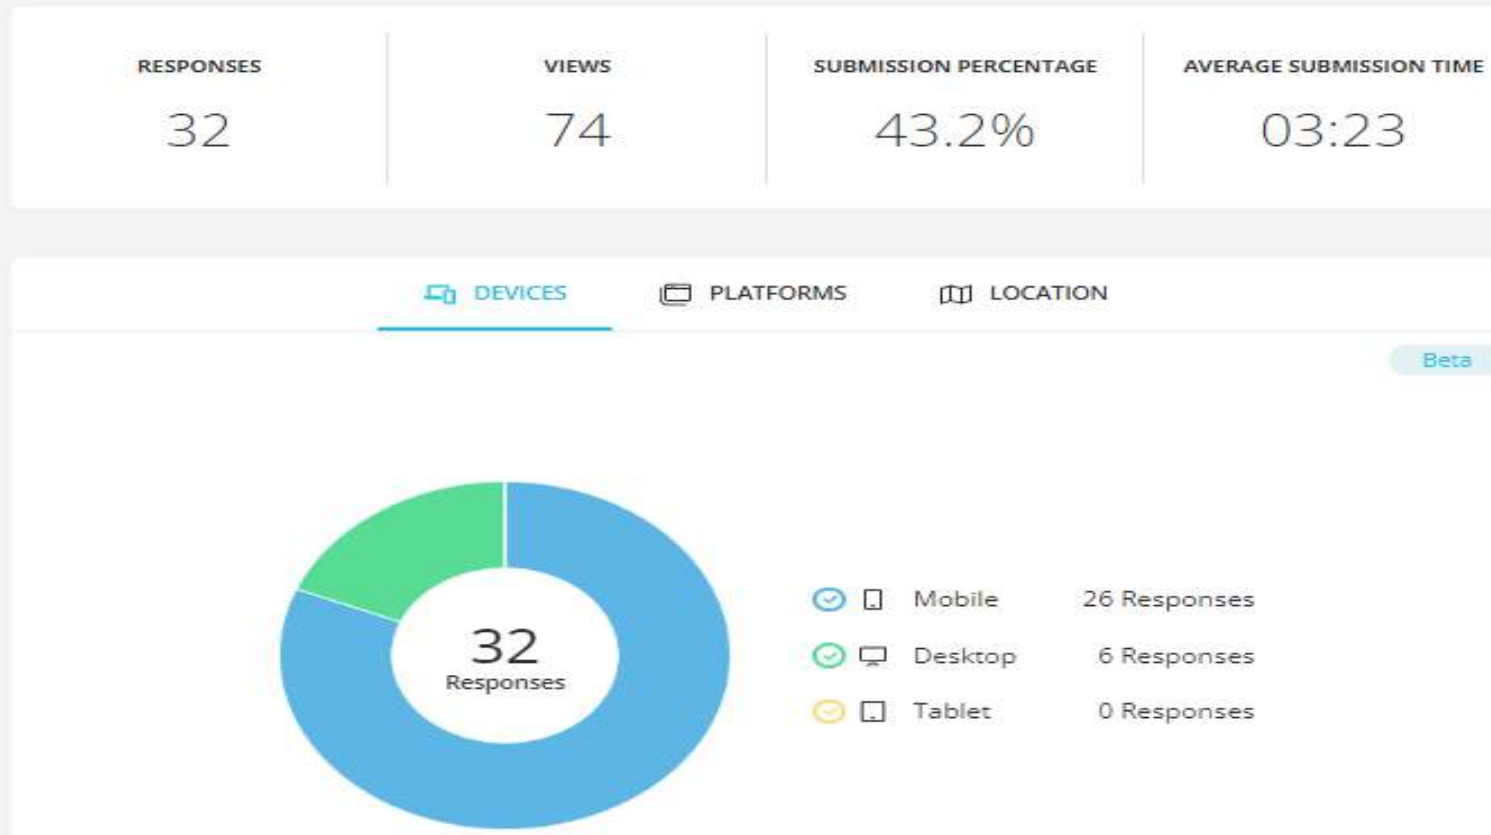 RESPONSES VIEWS SUBMISSION PERCENTAGE AVERAGE SUBMISSION TIME
32 74 43.2% 03:23
DEVICES PLATFORMS LOCATION
Beta
32
Responses
Mobile 26 Responses
Desktop 6 Responses
Tablet 0 Responses